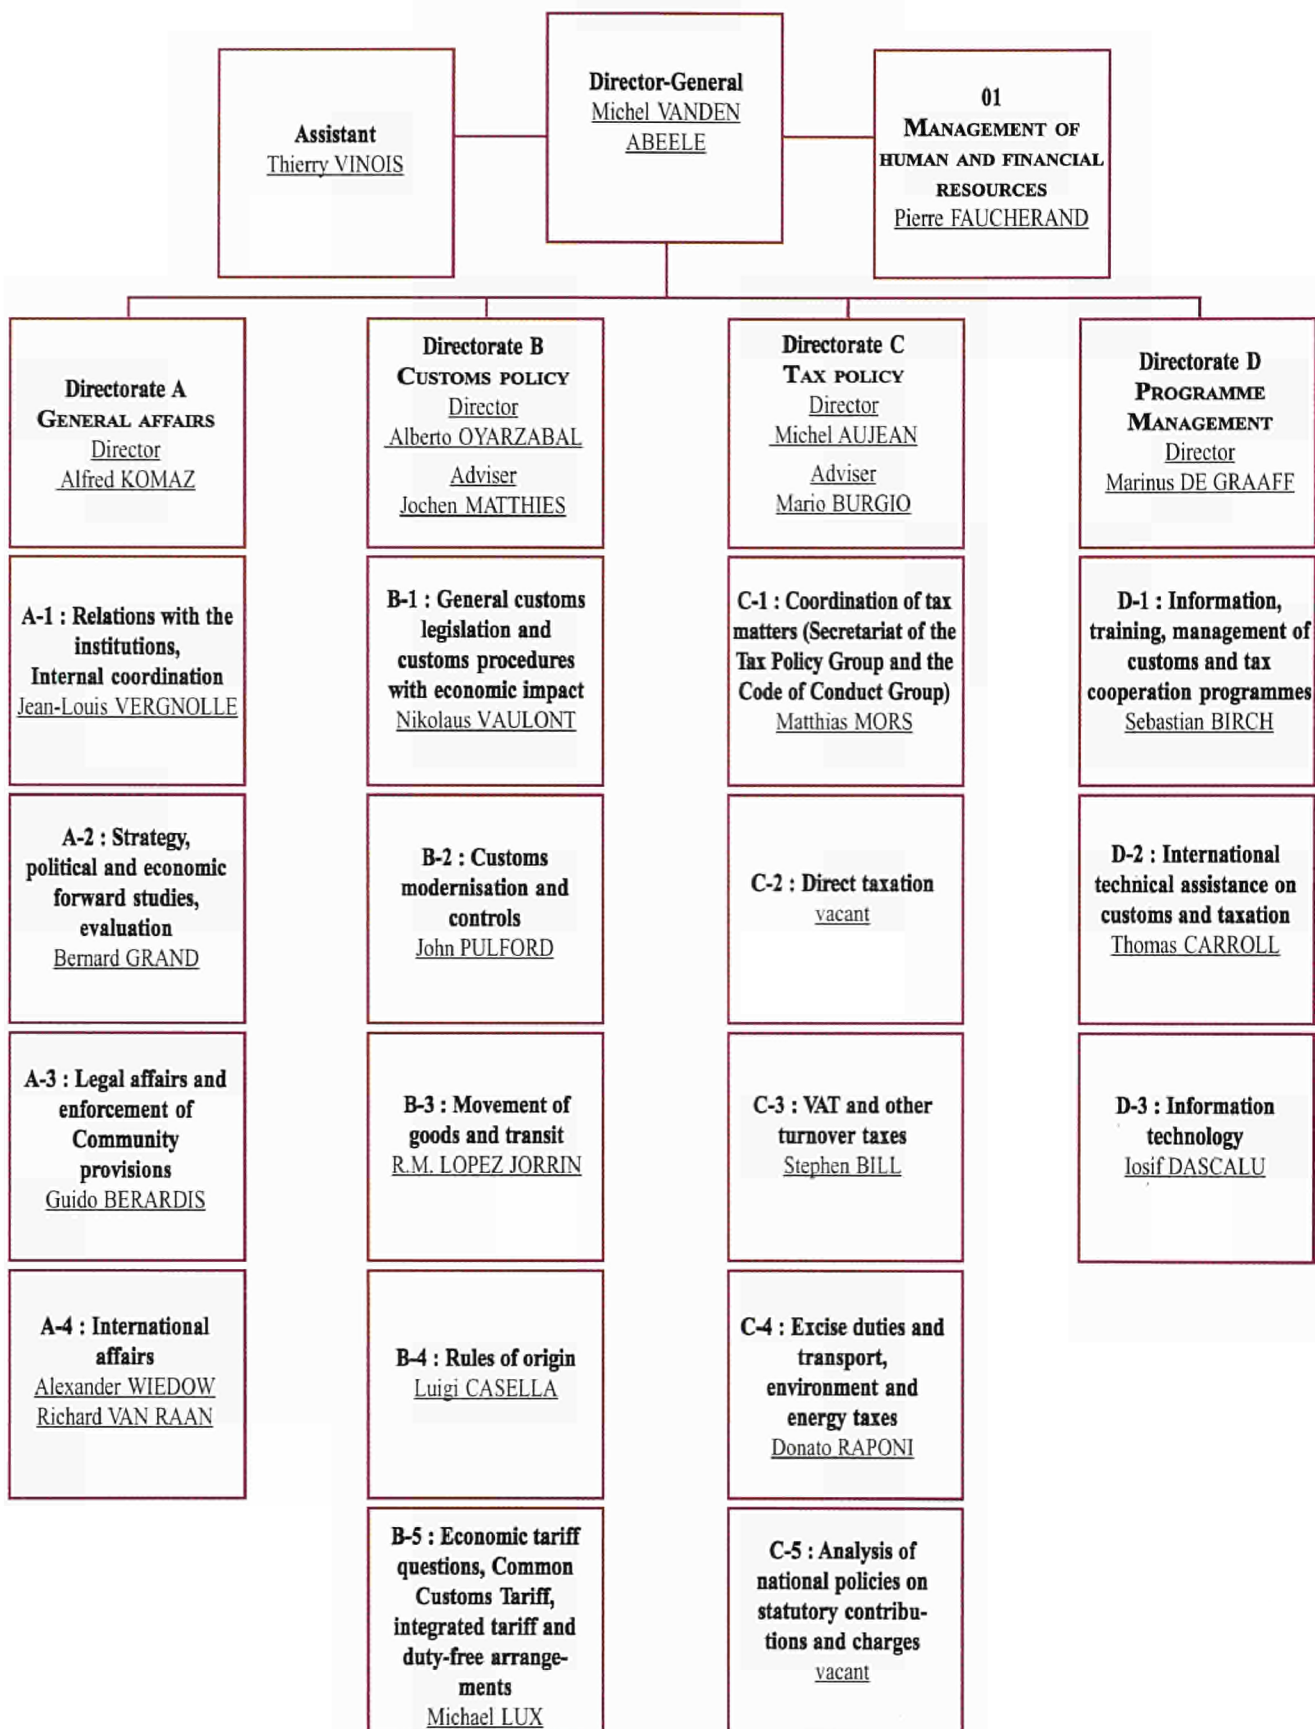 Assistant
Thierry VINOIS
Director-General
Michel VANDEN
ABEELE
01
MANAGEMENT OF
HUMAN AND FINANCIAL
RESOURCES
Pierre FAUCHERAND
Directorate A
GENERAL AFFAIRS
Director
Alfred KOMAZ
A-1 : Relations with the
institutions,
Internal coordination
Jean-Louis VERGNOLLE
A-2 : Strategy,
political and economic
forward studies,
evaluation
Bernard GRAND
A-3 : Legal affairs and
enforcement of
Community
provisions
Guido BERARDIS
A-4 : International
affairs
Alexander WIEDOW
Richard VAN RAAN
Directorate B
CUSTOMS POLICY
Director
Alberto OYARZABAL
Adviser
Jochen MATTHIES
B-1 : General customs
legislation and
customs procedures
with economic impact
Nikolaus VAULONT
B-2 : Customs
modernisation and
controls
John PULFORD
B-3 : Movement of
goods and transit
R.M. LOPEZ JORRIN
B-4 : Rules of origin
Luigi CASELLA
B-5 : Economic tariff
questions, Common
Customs Tariff,
integrated tariff and
duty-free arrange-
ments
Michael LUX
Directorate C
TAX POLICY
Director
Michel AUJEAN
Adviser
Mario BURGIO
C-1 : Coordination of tax
matters (Secretariat of the
Tax Policy Group and the
Code of Conduct Group)
Matthias MORS
C-2 : Direct taxation
vacant
C-3 : VAT and other
turnover taxes
Stephen BILL
C-4 : Excise duties and
transport,
environment and
energy taxes
Donato RAPONI
C-5 : Analysis of
national policies on
statutory contribu-
tions and charges
vacant
Directorate D
PROGRAMME
MANAGEMENT
Director
Marinus DE GRAAFF
D-1 : Information,
training, management of
customs and tax
cooperation programmes
Sebastian BIRCH
D-2 : International
technical assistance on
customs and taxation
Thomas CARROLL
D-3 : Information
technology
Iosif DASCALU